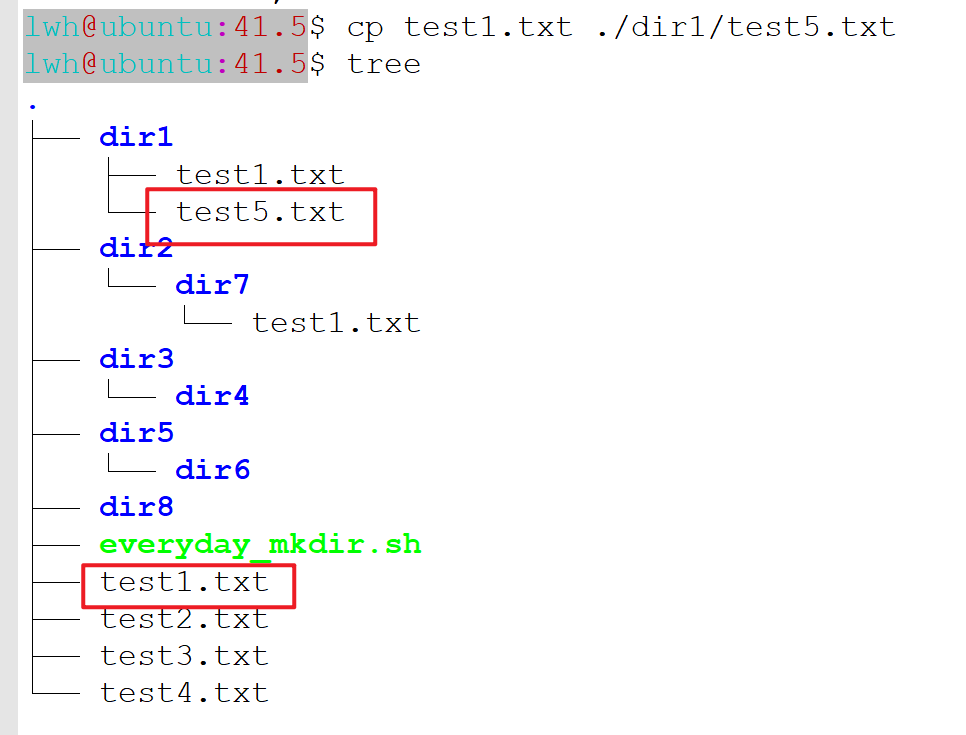 lwh@ubuntu:41.5$ cp test1.txt ./dir1/test5.txt
lwh@ubuntu:41.5$ tree
.
├── dir1
│   ├── test1.txt
│   └── test5.txt
├── dir2
│   └── dir7
│       └── test1.txt
├── dir3
│   └── dir4
├── dir5
│   └── dir6
├── dir8
├── everyday_mkdir.sh
├── test1.txt
├── test2.txt
├── test3.txt
└── test4.txt